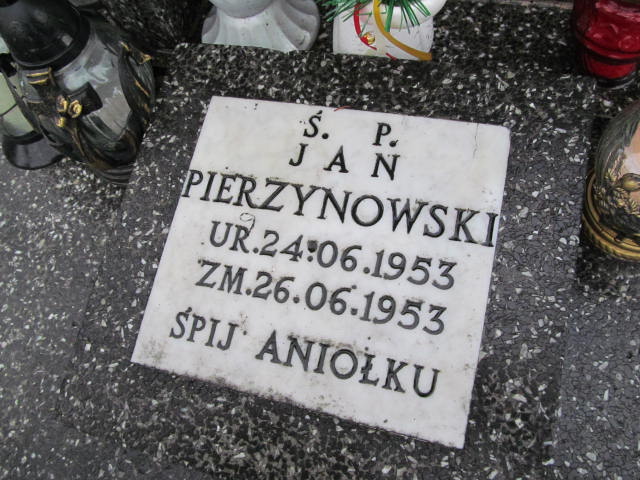 Ś. P.
JAN
PIERZYNOWSKI
UR.24.06.1953
ZM.26.06.1953
ŚPIJ ANIOŁKU